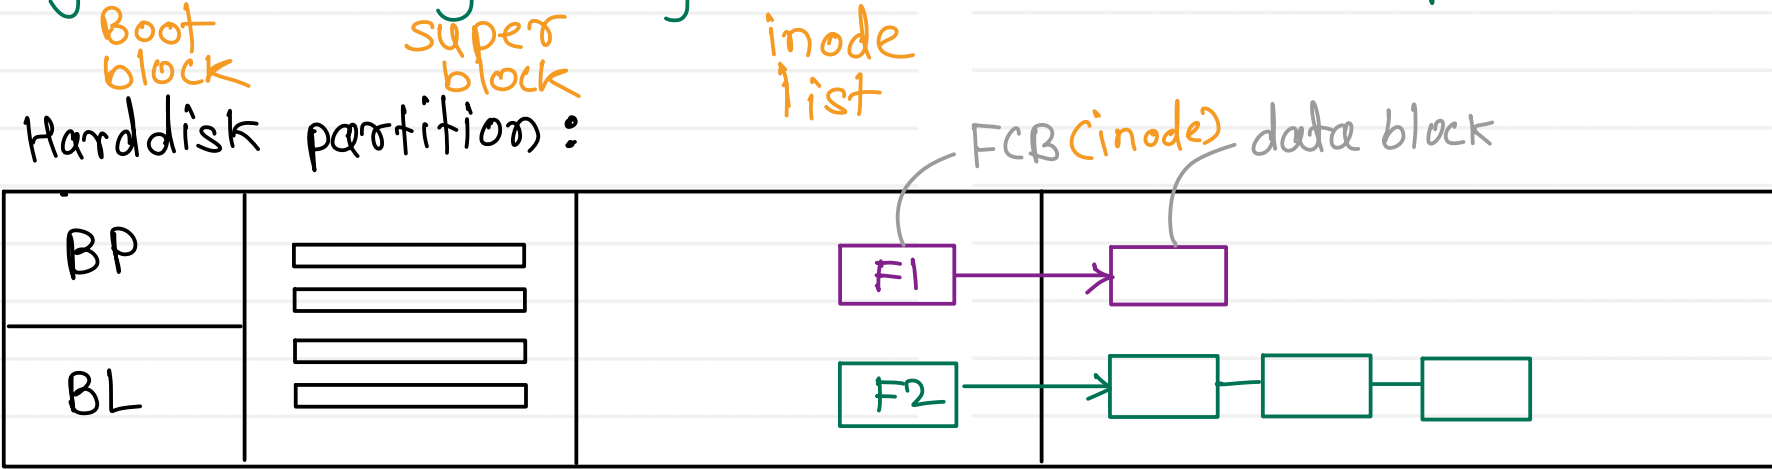 Boot block
super block
inode list
Harddisk partition:
FCB (inode)
data block
BP
F1
BL
F2